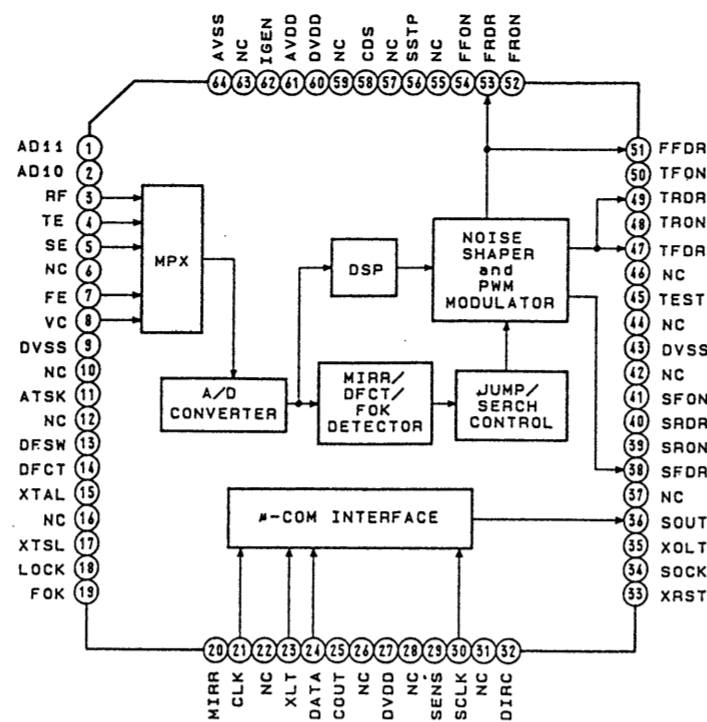 AVSS
NC
IGEN
AVDD
DVDD
NC
CDS
NC
SSTP
NC
FFON
FRDR
FRON
64 63 62 61 60 59 58 57 56 55 54 53 52
AD11 1
AD10 2
RF 3
TE 4
SE 5
NC 6
FE 7
VC 8
DVSS 9
NC 10
ATSK 11
NC 12
DFSW 13
DFCT 14
XTAL 15
NC 16
XTSL 17
LOCK 18
FOK 19
MPX
A/D
CONVERTER
DSP
MIRR/
DFCT/
FOK
DETECTOR
NOISE
SHAPER
and
PWM
MODULATOR
JUMP/
SERCH
CONTROL
μ-COM INTERFACE
51 FFDR
50 TFON
49 TRDR
48 TRON
47 TFDR
46 NC
45 TEST
44 NC
43 DVSS
42 NC
41 SFON
40 SRDR
39 SRON
38 SFDR
37 NC
36 SOUT
35 XOLT
34 SOCK
33 XRST
20 21 22 23 24 25 26 27 28 29 30 31 32
MIRR
CLK
NC
XLT
DATA
COUT
NC
DVDD
NC
SENS
SCLK
NC
DIRC